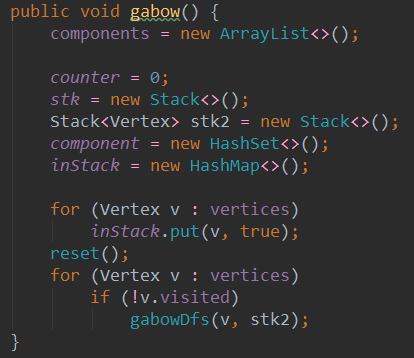 public void gabow() {
    components = new ArrayList<>();

    counter = 0;
    stk = new Stack<>();
    Stack<Vertex> stk2 = new Stack<>();
    component = new HashSet<>();
    inStack = new HashMap<>();

    for (Vertex v : vertices)
        inStack.put(v, true);
    reset();
    for (Vertex v : vertices)
        if (!v.visited)
            gabowDfs(v, stk2);
}